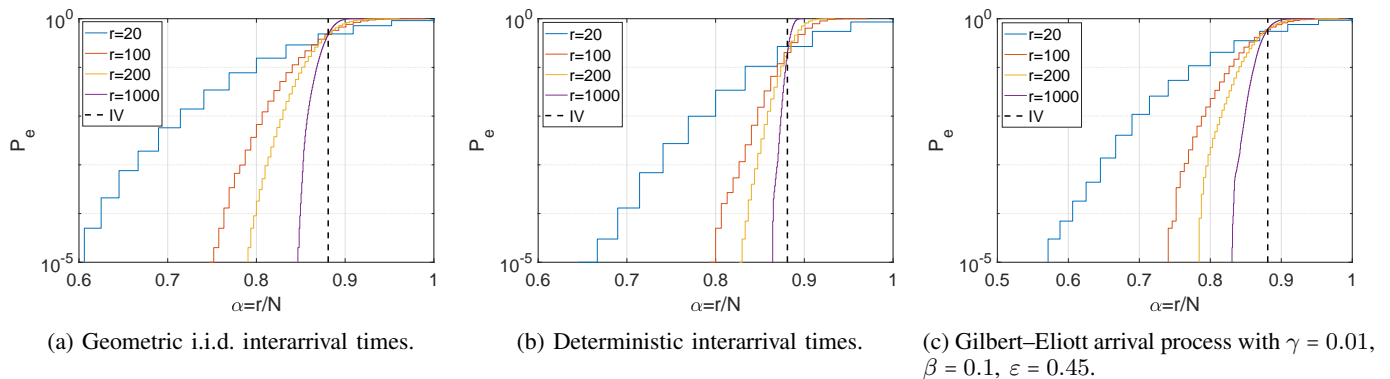 10^0
r=20
r=100
r=200
r=1000
IV
P_e
10^-5
0.6
0.7
0.8
0.9
1
α=r/N
(a) Geometric i.i.d. interarrival times.
10^0
r=20
r=100
r=200
r=1000
IV
P_e
10^-5
0.6
0.7
0.8
0.9
1
α=r/N
(b) Deterministic interarrival times.
10^0
r=20
r=100
r=200
r=1000
IV
P_e
10^-5
0.5
0.6
0.7
0.8
0.9
1
α=r/N
(c) Gilbert–Eliott arrival process with γ = 0.01,
β = 0.1, ε = 0.45.